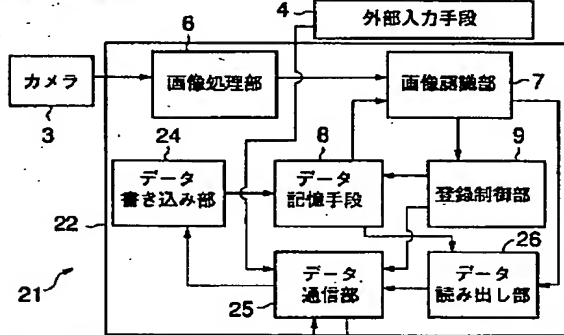 4
外部入力手段
6
カメラ
3
画像処理部
画像認識部
7
24
データ
書き込み部
8
データ
記憶手段
9
登録制御部
22
26
データ
通信部
25
データ
読み出し部
21